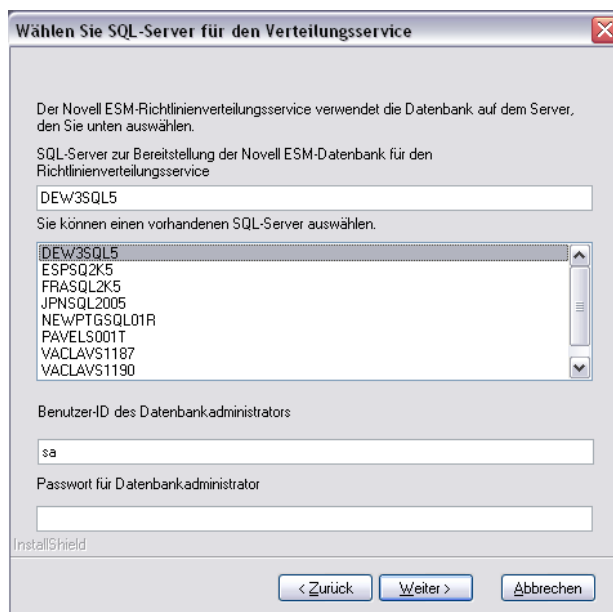 Wählen Sie SQL-Server für den Verteilungsservice
Der Novell ESM-Richtlinienverteilungsservice verwendet die Datenbank auf dem Server,
den Sie unten auswählen.
SQL-Server zur Bereitstellung der Novell ESM-Datenbank für den
Richtlinienverteilungsservice
DEW3SQL5
Sie können einen vorhandenen SQL-Server auswählen.
DEW3SQL5
ESPSQ2K5
FRASQL2K5
JPNSQL2005
NEWPTGSQL01R
PAVELS001T
VACLAVS1187
VACLAVS1190
Benutzer-ID des Datenbankadministrators
sa
Passwort für Datenbankadministrator
InstallShield
< Zurück Weiter > Abbrechen